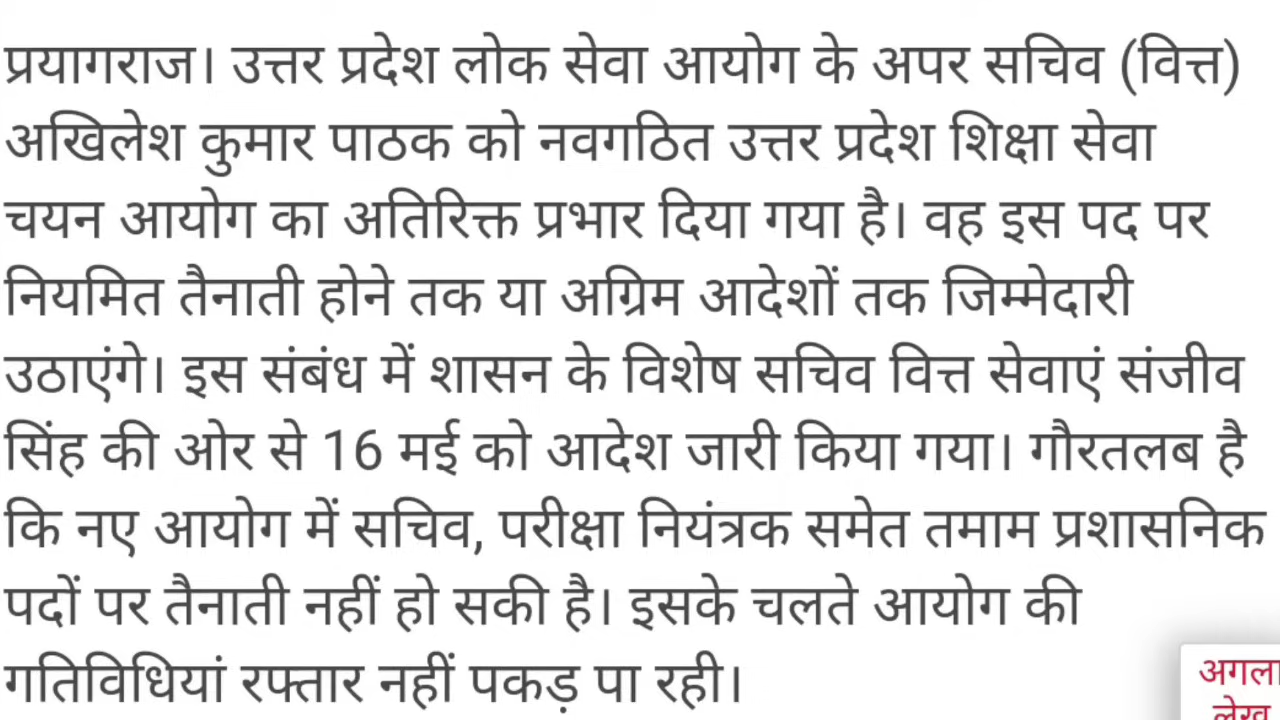 प्रयागराज। उत्तर प्रदेश लोक सेवा आयोग के अपर सचिव (वित्त)
अखिलेश कुमार पाठक को नवगठित उत्तर प्रदेश शिक्षा सेवा
चयन आयोग का अतिरिक्त प्रभार दिया गया है। वह इस पद पर
नियमित तैनाती होने तक या अग्रिम आदेशों तक जिम्मेदारी
उठाएंगे। इस संबंध में शासन के विशेष सचिव वित्त सेवाएं संजीव
सिंह की ओर से 16 मई को आदेश जारी किया गया। गौरतलब है
कि नए आयोग में सचिव, परीक्षा नियंत्रक समेत तमाम प्रशासनिक
पदों पर तैनाती नहीं हो सकी है। इसके चलते आयोग की
गतिविधियां रफ्तार नहीं पकड़ पा रही।
अगला
लेख